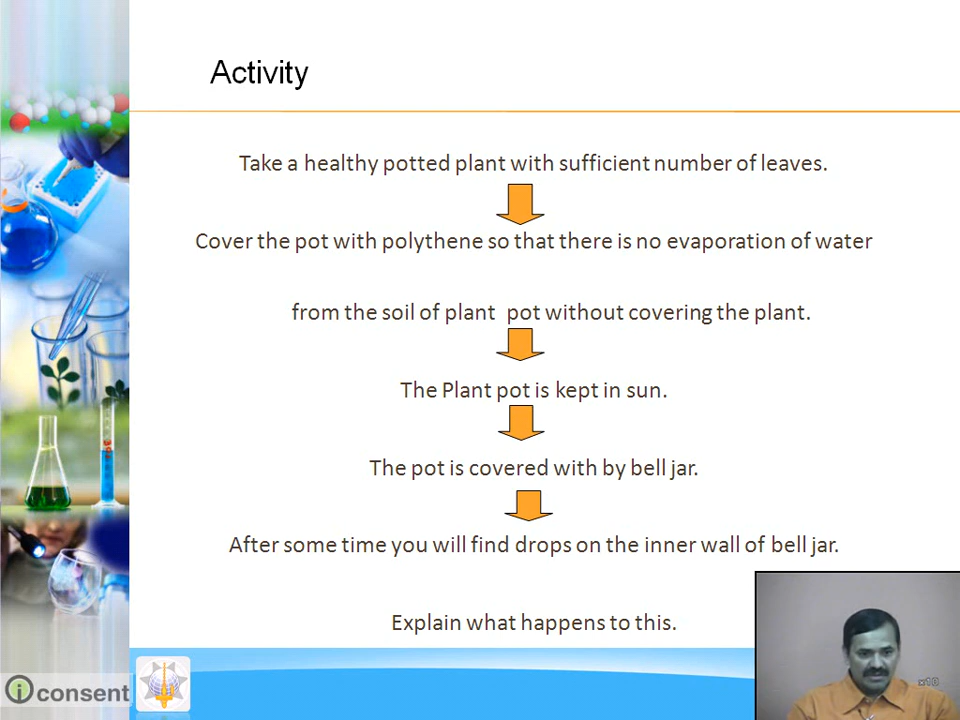 Activity
Take a healthy potted plant with sufficient number of leaves.
Cover the pot with polythene so that there is no evaporation of water
from the soil of plant pot without covering the plant.
The Plant pot is kept in sun.
The pot is covered with by bell jar.
After some time you will find drops on the inner wall of bell jar.
Explain what happens to this.
i consent
x10